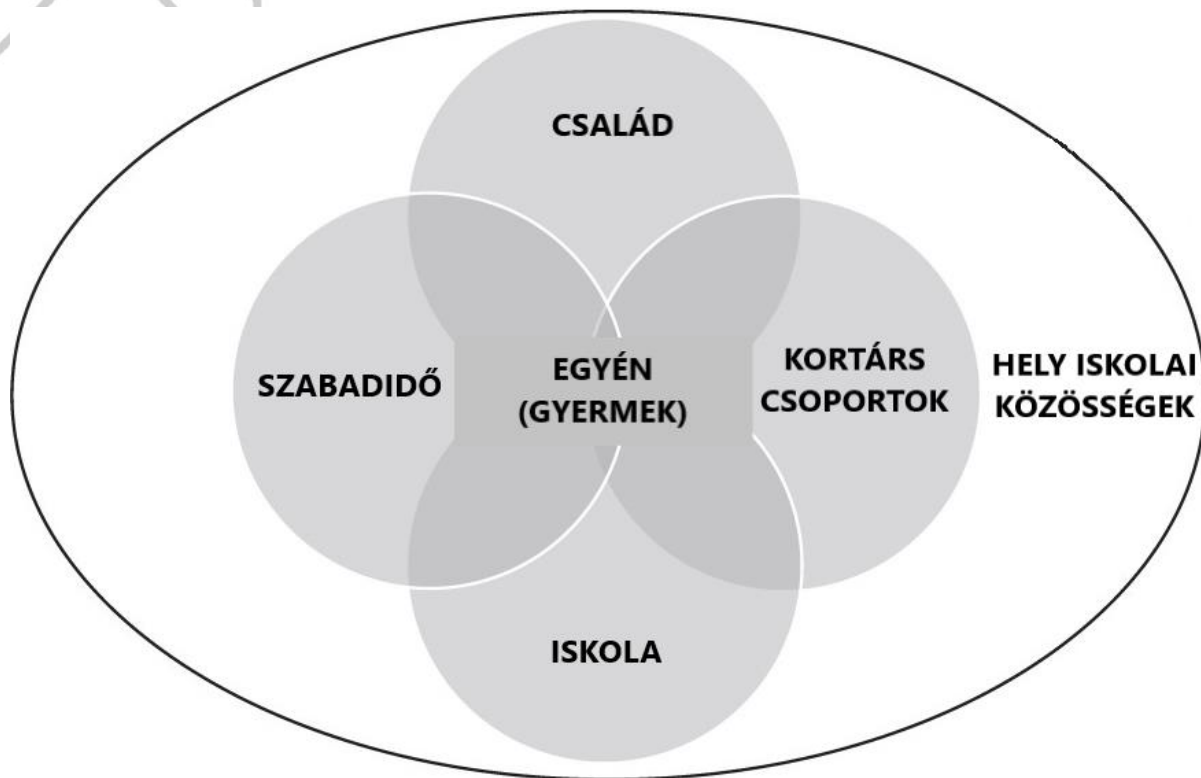 CSALÁD
SZABADIDŐ
EGYÉN
(GYERMEK)
KORTÁRS
CSOPORTOK
HELY ISKOLAI
KÖZÖSSÉGEK
ISKOLA